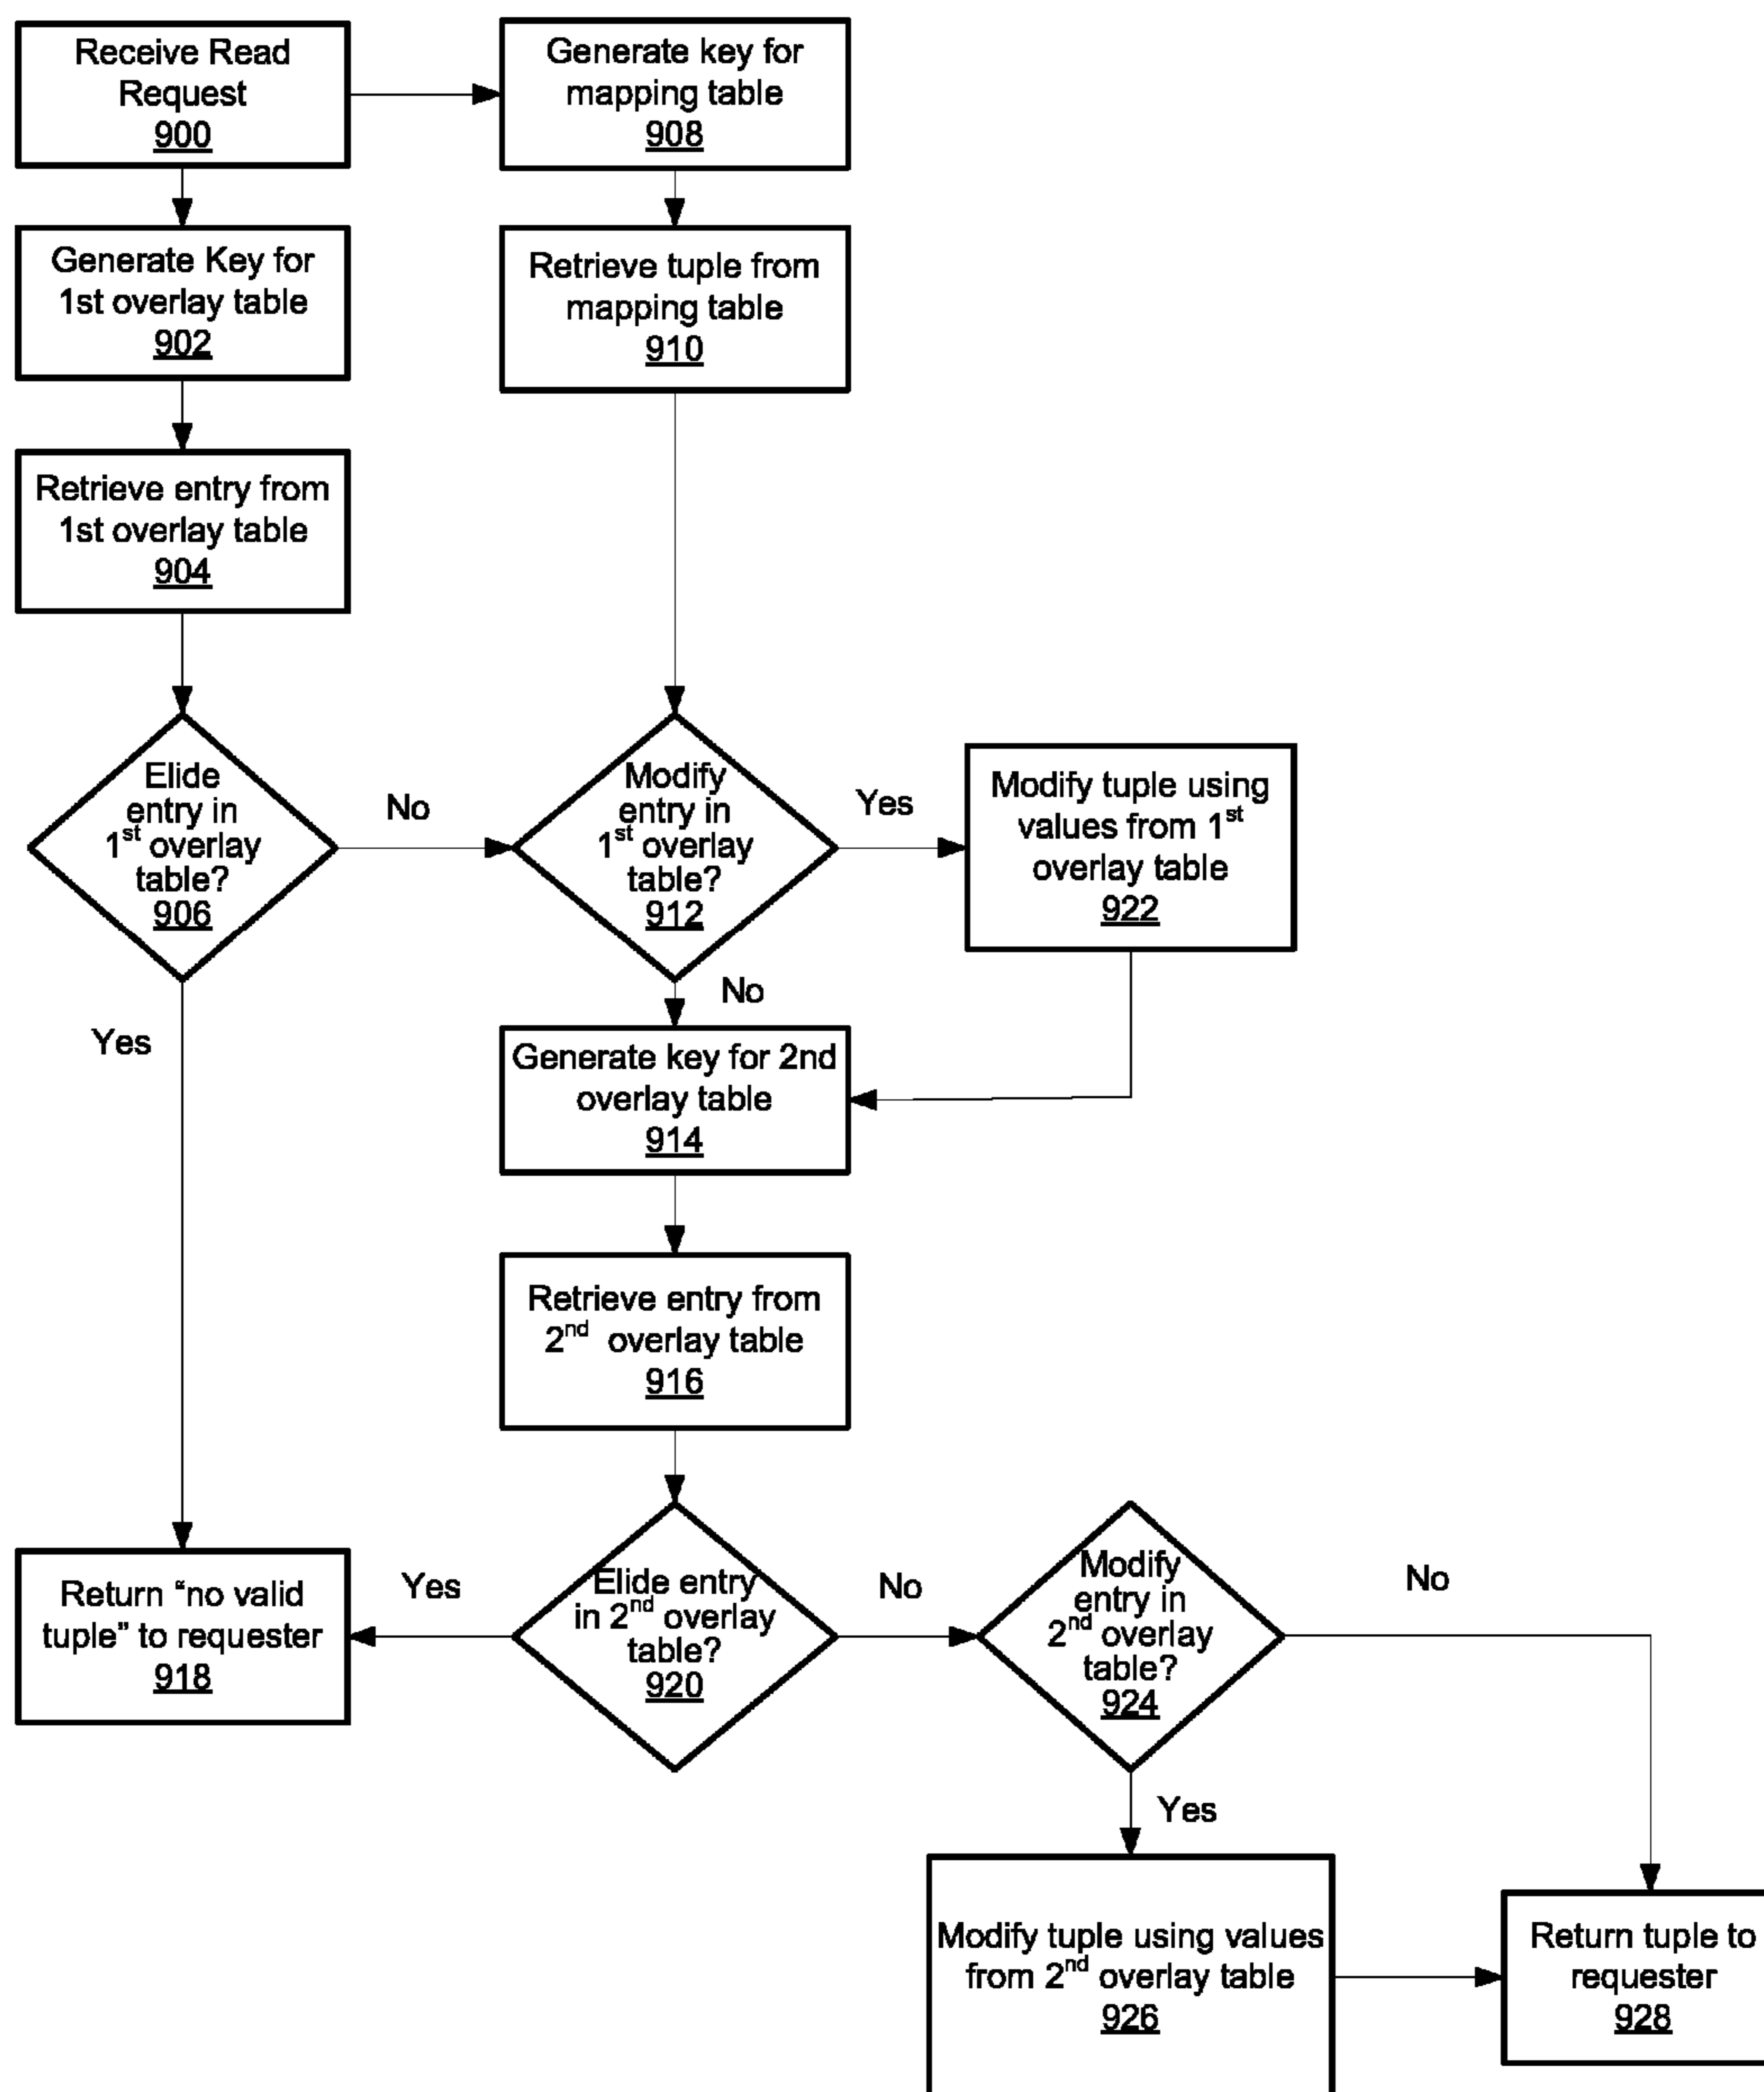 Receive Read
Request
900
Generate key for
mapping table
908
Generate Key for
1st overlay table
902
Retrieve tuple from
mapping table
910
Retrieve entry from
1st overlay table
904
Elide
entry in
1st overlay
table?
906
No
Modify
entry in
1st overlay
table?
912
Yes
Modify tuple using
values from 1st
overlay table
922
No
Yes
Generate key for 2nd
overlay table
914
Retrieve entry from
2nd overlay table
916
Return “no valid
tuple” to requester
918
Yes
Elide entry
in 2nd overlay
table?
920
No
Modify
entry in
2nd overlay
table?
924
No
Yes
Modify tuple using values
from 2nd overlay table
926
Return tuple to
requester
928